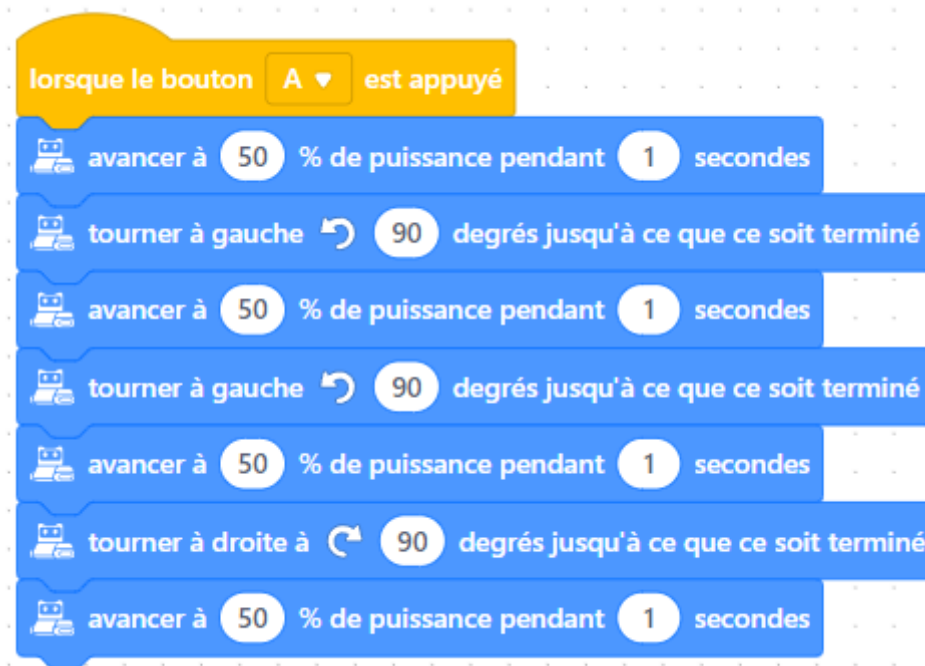 lorsque le bouton A est appuyé
avancer à 50 % de puissance pendant 1 secondes
tourner à gauche 90 degrés jusqu'à ce que ce soit terminé
avancer à 50 % de puissance pendant 1 secondes
tourner à gauche 90 degrés jusqu'à ce que ce soit terminé
avancer à 50 % de puissance pendant 1 secondes
tourner à droite à 90 degrés jusqu'à ce que ce soit terminé
avancer à 50 % de puissance pendant 1 secondes